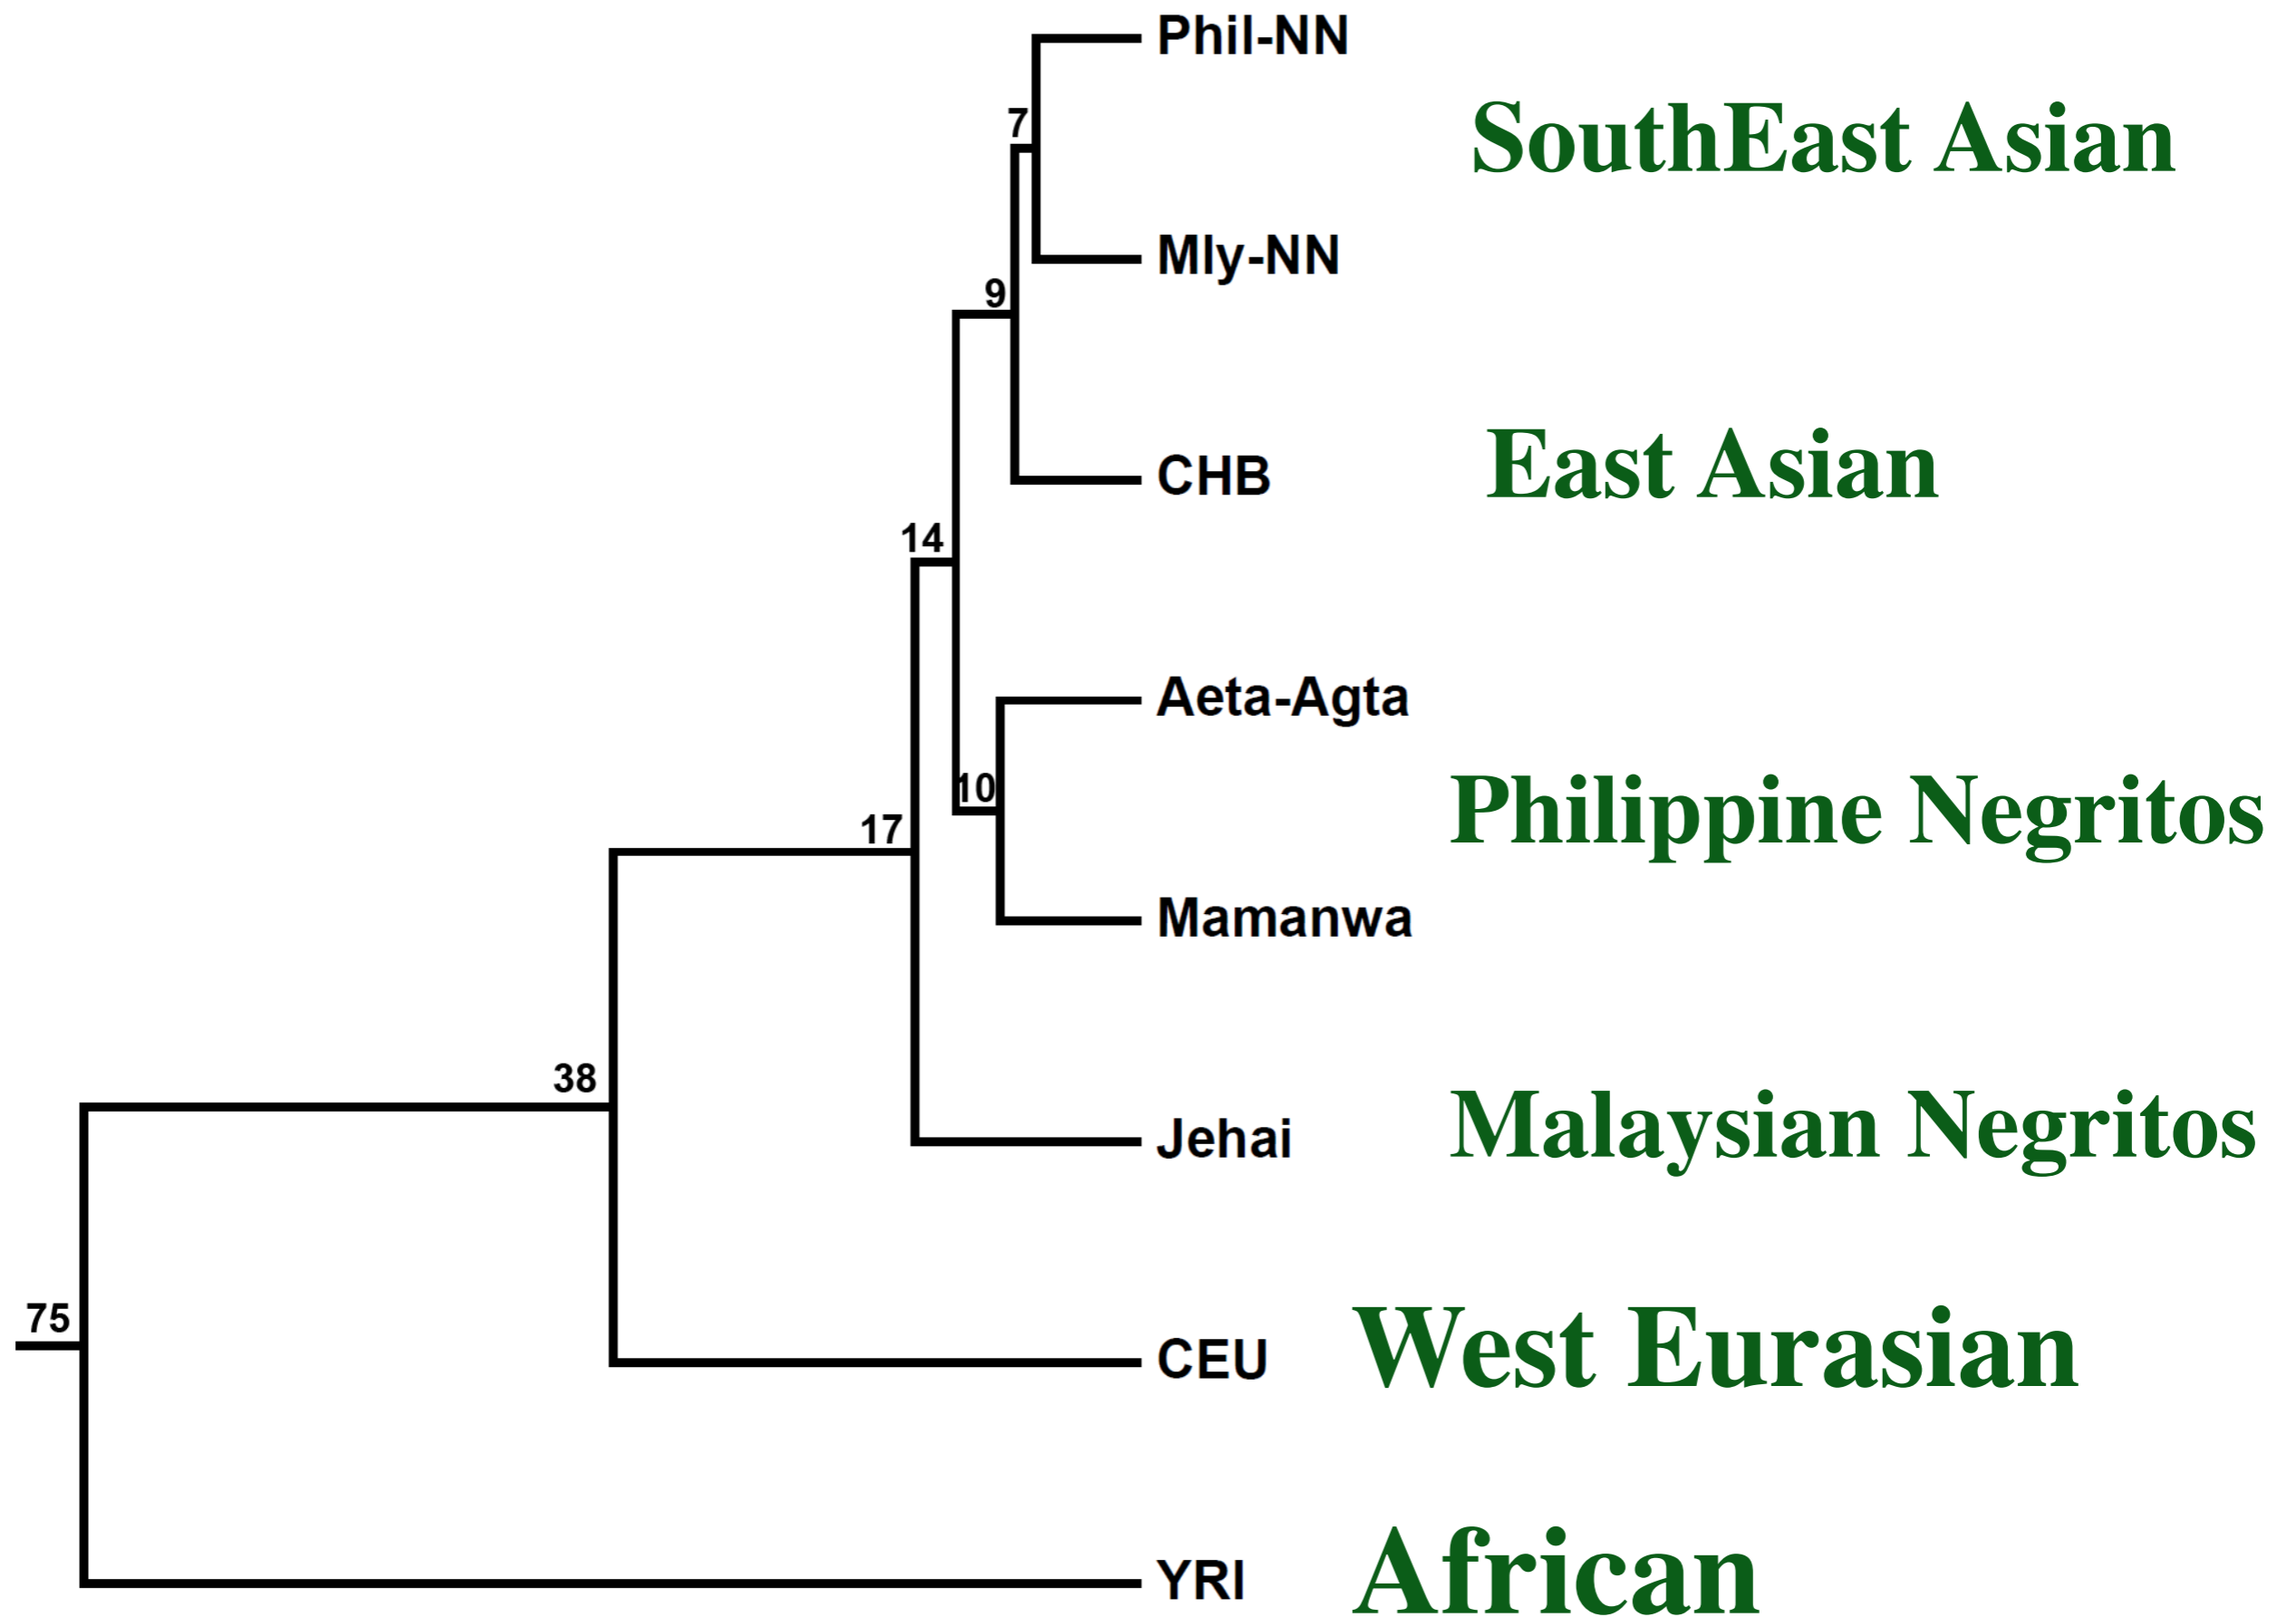 Phil-NN
7
SouthEast Asian
Mly-NN
9
CHB
East Asian
14
Aeta-Agta
10
Philippine Negritos
17
Mamanwa
38
Jehai
Malaysian Negritos
75
CEU
West Eurasian
YRI
African